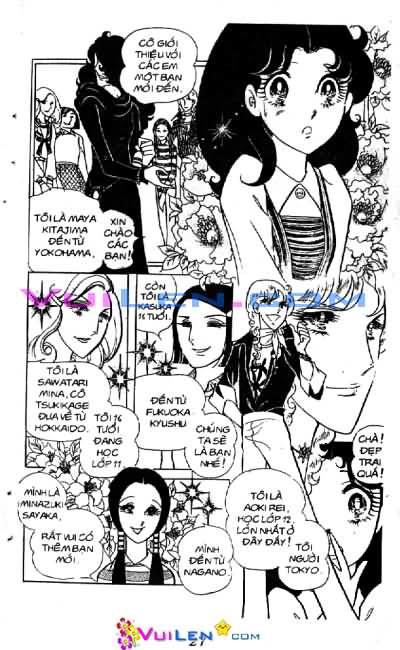 CÔ GIỚI
THIỆU VỚI
CÁC EM
MỘT BẠN
MỚI ĐẾN.
TÔI LÀ MAYA
KITAJIMA
ĐẾN TỪ
YOKOHAMA,
XIN
CHÀO
CÁC
BẠN!
VUILEN.COM
TÔI LÀ
SAWATARI
MINA, CÔ
TSUKIKAGE
ĐƯA VỀ TỪ
HOKKAIDO.
TÔI 16
TUỔI
ĐANG
HỌC
LỚP 11.
CÒN
TÔI LÀ
KASUKA
16 TUỔI.
ĐẾN TỪ
FUKUOKA
KYUSHU
CHÚNG
TA SẼ
LÀ BẠN
NHÉ!
MÌNH LÀ
MINAZUKI
SAYAKA,
RẤT VUI CÓ
THÊM BẠN
MỚI.
MÌNH
ĐẾN TỪ
NAGANO.
TÔI LÀ
AOKI REI,
HỌC LỚP 12.
LỚN NHẤT Ở
ĐÂY ĐẤY!
TÔI
NGƯỜI
TOKYO.
CHÀ!
ĐẸP
TRAI
QUÁ!
27
VUILEN.COM